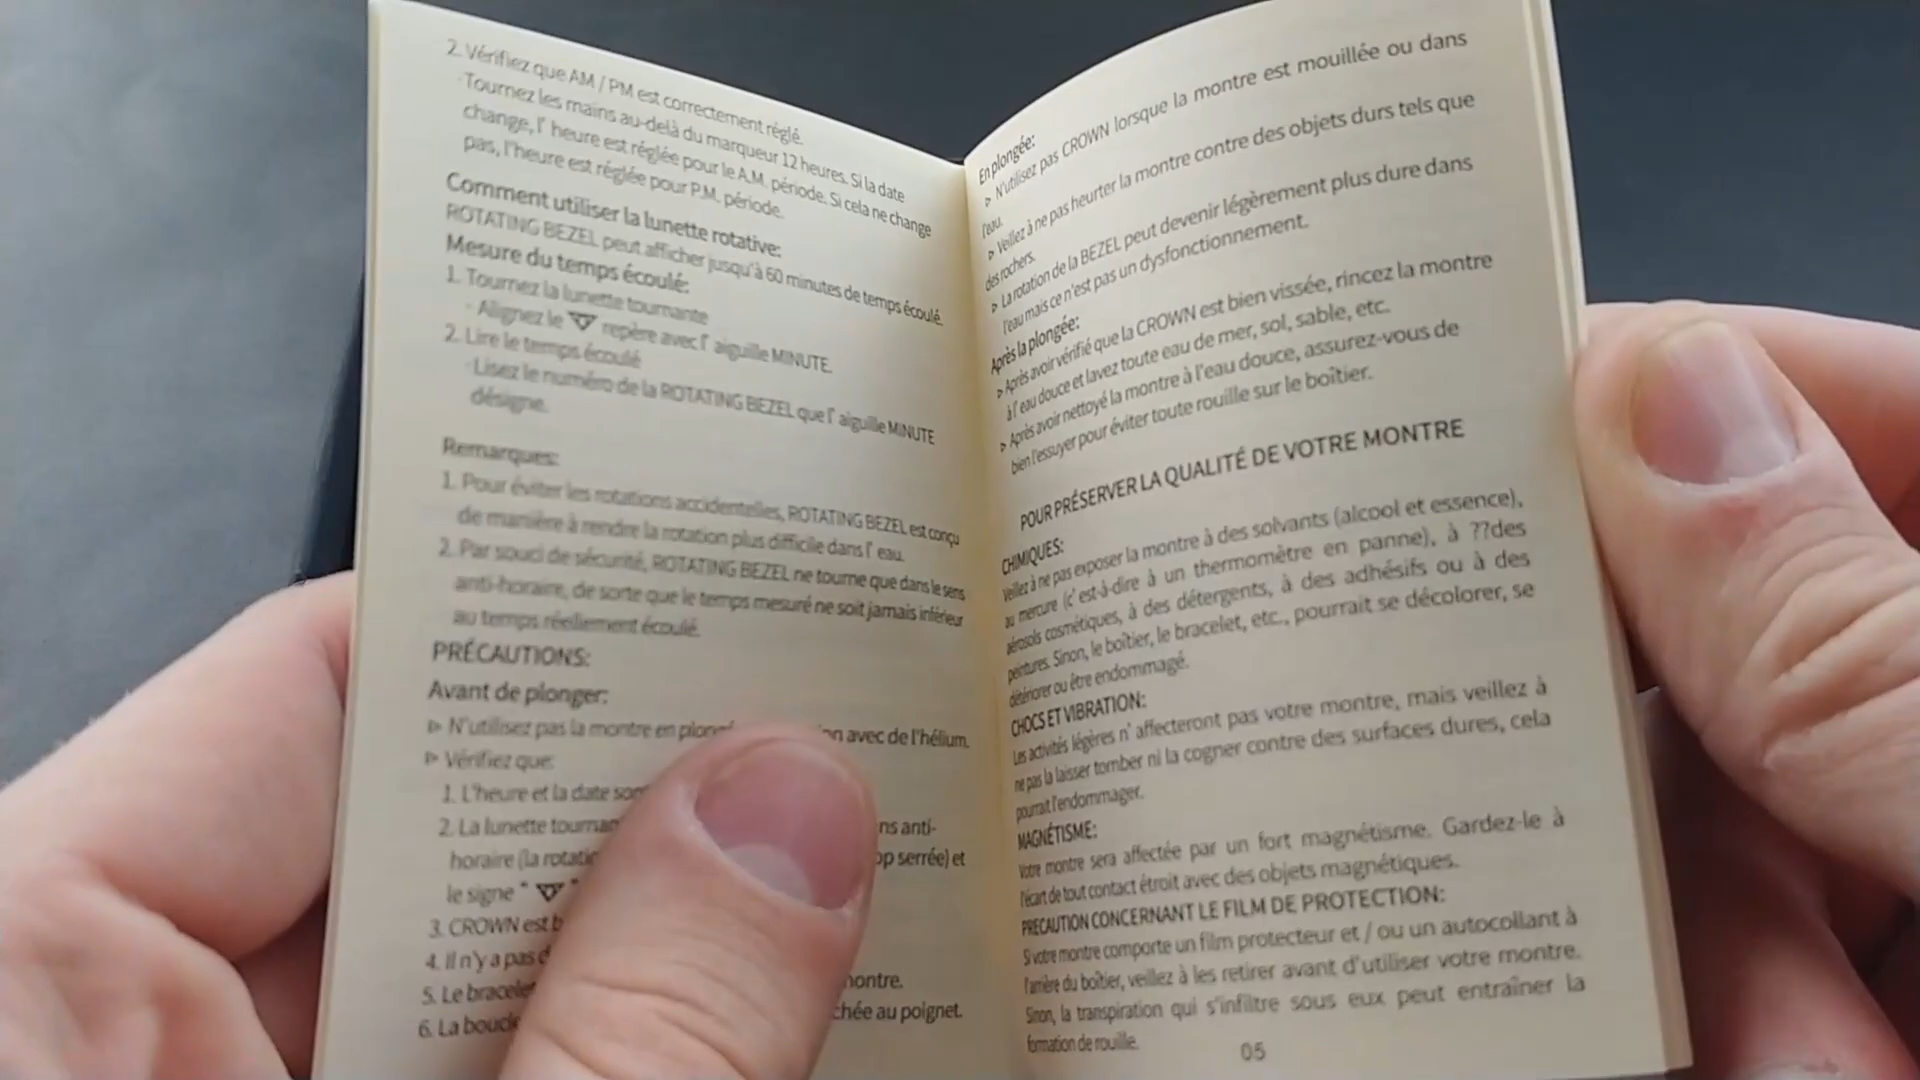 2. Vérifiez que AM / PM est correctement réglé.
·Tournez les mains au-delà du marqueur 12 heures. Si la date
change, l' heure est réglée pour le A.M. période. Si cela ne change
pas, l'heure est réglée pour P.M. période.
Comment utiliser la lunette rotative:
ROTATING BEZEL peut afficher jusqu'à 60 minutes de temps écoulé.
Mesure du temps écoulé:
1. Tournez la lunette tournante
· Alignez le repère avec l' aiguille MINUTE.
2. Lire le temps écoulé
· Lisez le numéro de la ROTATING BEZEL que l' aiguille MINUTE
désigne.
Remarques:
1. Pour éviter les rotations accidentelles, ROTATING BEZEL est conçu
de manière à rendre la rotation plus difficile dans l' eau.
2. Par souci de sécurité, ROTATING BEZEL ne tourne que dans le sens
anti-horaire, de sorte que le temps mesuré ne soit jamais inférieur
au temps réellement écoulé.
PRÉCAUTIONS:
Avant de plonger:
▹ N'utilisez pas la montre en avec de l'hélium.
▹ Vérifiez que:
1. L'heure et la date
2. La lunette anti-
horaire (la serrée) et
le signe " "
3. CROWN est
4. Il n'y a pas
5. Le bracelet montre.
6. La au poignet.
En plongée:
▹ N'utilisez pas CROWN lorsque la montre est mouillée ou dans
l'eau.
▹ Veillez à ne pas heurter la montre contre des objets durs tels que
des rochers.
▹ La rotation de la BEZEL peut devenir légèrement plus dure dans
l'eau mais ce n'est pas un dysfonctionnement.
Après la plongée:
▹ Après avoir vérifié que la CROWN est bien vissée, rincez la montre
à l' eau douce et lavez toute eau de mer, sol, sable, etc.
▹ Après avoir nettoyé la montre à l'eau douce, assurez-vous de
bien l'essuyer pour éviter toute rouille sur le boîtier.
POUR PRÉSERVER LA QUALITÉ DE VOTRE MONTRE
CHIMIQUES:
Veillez à ne pas exposer la montre à des solvants (alcool et essence),
au mercure (c' est-à-dire à un thermomètre en panne), à ??des
aérosols cosmétiques, à des détergents, à des adhésifs ou à des
peintures. Sinon, le boîtier, le bracelet, etc., pourrait se décolorer, se
détériorer ou être endommagé.
CHOCS ET VIBRATION:
Les activités légères n' affecteront pas votre montre, mais veillez à
ne pas la laisser tomber ni la cogner contre des surfaces dures, cela
pourrait l'endommager.
MAGNÉTISME:
Votre montre sera affectée par un fort magnétisme. Gardez-le à
l'écart de tout contact étroit avec des objets magnétiques.
PRECAUTION CONCERNANT LE FILM DE PROTECTION:
Si votre montre comporte un film protecteur et / ou un autocollant à
l'arrière du boîtier, veillez à les retirer avant d'utiliser votre montre.
Sinon, la transpiration qui s'infiltre sous eux peut entraîner la
formation de rouille.
05